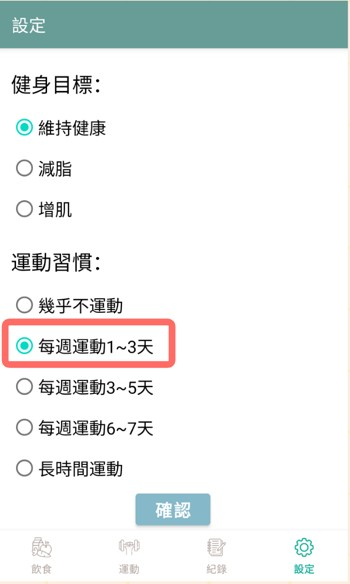 設定
健身目標：
維持健康
減脂
增肌
運動習慣：
幾乎不運動
每週運動1~3天
每週運動3~5天
每週運動6~7天
長時間運動
確認
飲食 運動 紀錄 設定